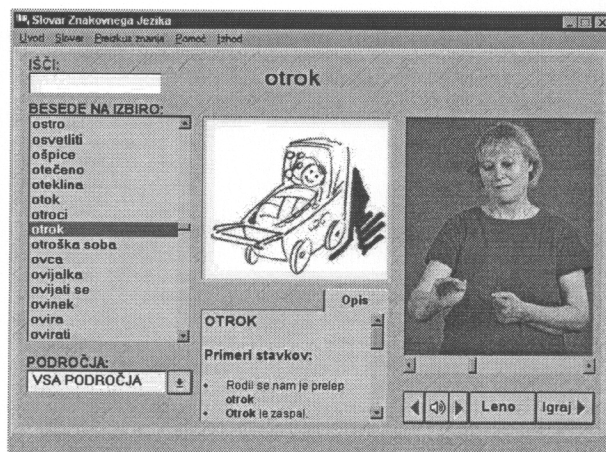 Slovar Znakovnega Jezika
Uvod Slovar Preizkus znanja Pomoč Izhod
IŠČI:
otrok
BESEDE NA IZBIRO:
ostro
osvetliti
ošpice
otečeno
oteklina
otok
otroci
otrok
otroška soba
ovca
ovijalka
ovijati se
ovinek
ovira
ovirati
PODROČJA:
VSA PODROČJA
Opis
OTROK
Primeri stavkov:
• Rodil se nam je prelep
otrok
• Otrok je zaspal.
Leno
Igraj